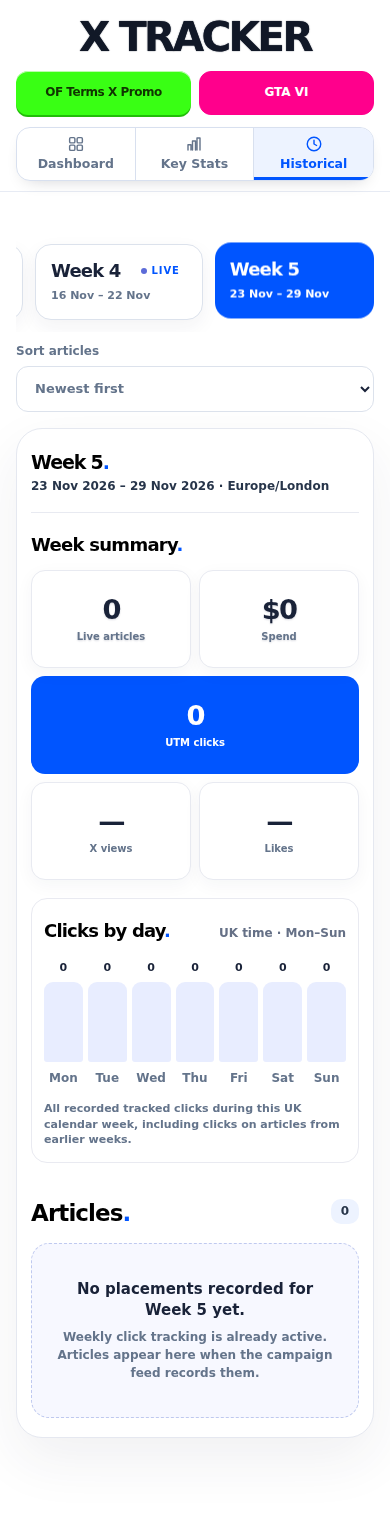 X TRACKER
OF Terms X Promo
GTA VI
Dashboard
Key Stats
Historical
Week 4
LIVE
16 Nov – 22 Nov
Week 5
23 Nov – 29 Nov
Sort articles
Newest first
Week 5.
23 Nov 2026 – 29 Nov 2026 · Europe/London
Week summary.
0
Live articles
$0
Spend
0
UTM clicks
—
X views
—
Likes
Clicks by day.
UK time · Mon–Sun
0 0 0 0 0 0 0
Mon Tue Wed Thu Fri Sat Sun
All recorded tracked clicks during this UK
calendar week, including clicks on articles from
earlier weeks.
Articles.
0
No placements recorded for
Week 5 yet.
Weekly click tracking is already active.
Articles appear here when the campaign
feed records them.